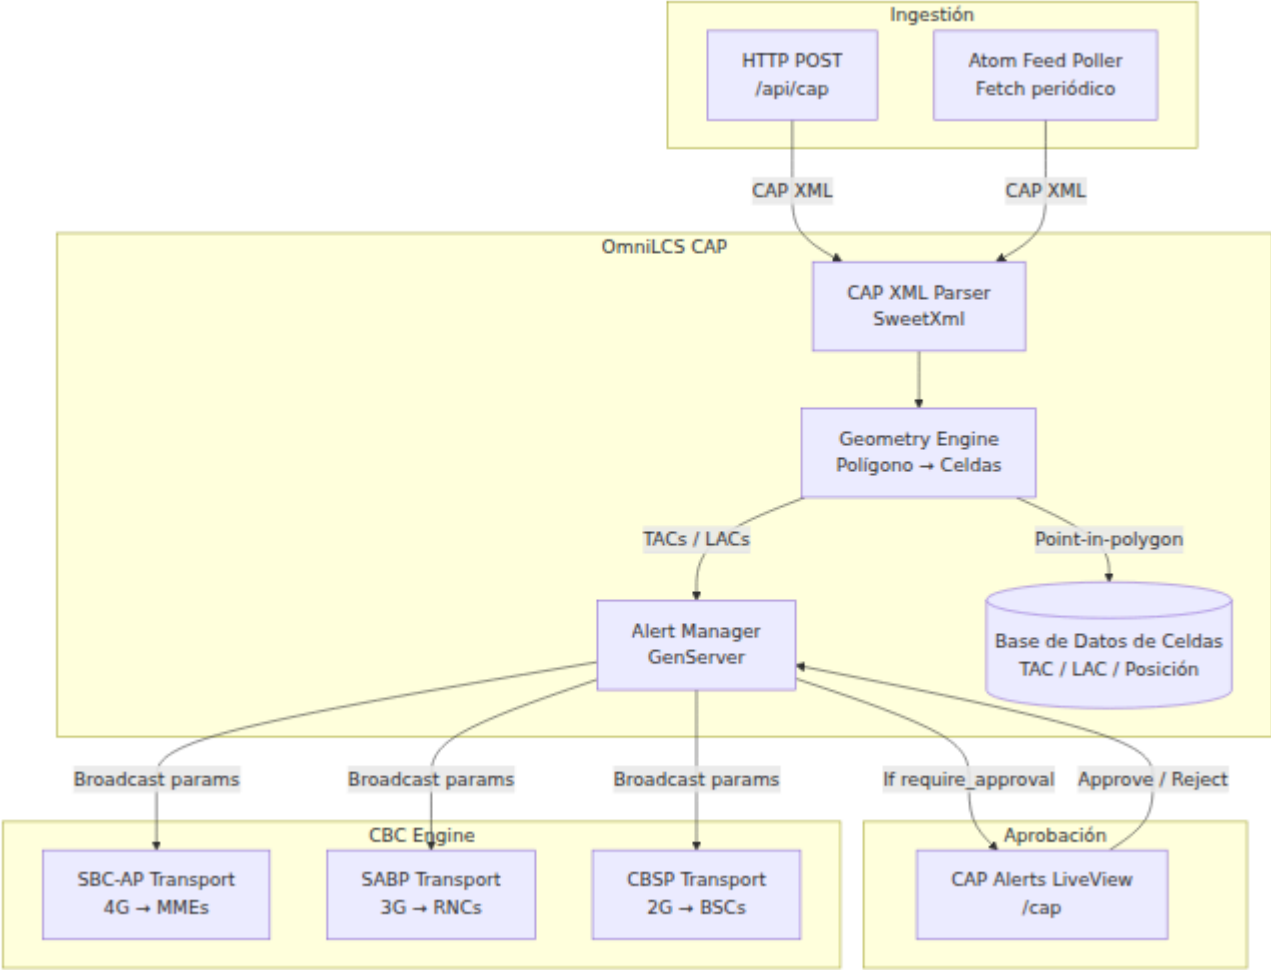 Ingestión
HTTP POST
/api/cap
Atom Feed Poller
Fetch periódico
CAP XML
CAP XML
OmniLCS CAP
CAP XML Parser
SweetXml
Geometry Engine
Polígono → Celdas
TACs / LACs
Point-in-polygon
Alert Manager
GenServer
Base de Datos de Celdas
TAC / LAC / Posición
Broadcast params
Broadcast params
Broadcast params
If require_approval
Approve / Reject
CBC Engine
SBC-AP Transport
4G → MMEs
SABP Transport
3G → RNCs
CBSP Transport
2G → BSCs
Aprobación
CAP Alerts LiveView
/cap